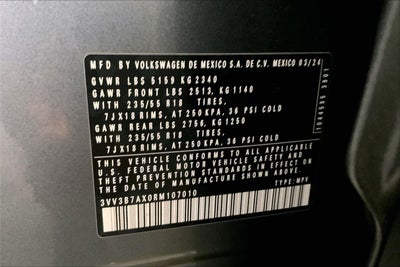 MFD BY VOLKSWAGEN DE MEXICO S.A. DE C.V. MEXICO 03/24
GVWR LBS 5159 KG 2340
GAWR FRONT LBS 2513, KG 1140
WITH 235/55 R18 TIRES,
7JX18 RIMS, AT 250 KPA, 36 PSI COLD
GAWR REAR LBS 2756, KG 1250
WITH 235/55 R18 TIRES,
7JX18 RIMS, AT 250 KPA, 36 PSI COLD
THIS VEHICLE CONFORMS TO ALL APPLICABLE
U.S. FEDERAL MOTOR VEHICLE SAFETY AND
THEFT PREVENTION STANDARDS IN EFFECT ON
THE DATE OF MANUFACTURE SHOWN ABOVE.
3VV3B7AX0RM107010 TYPE: MPV